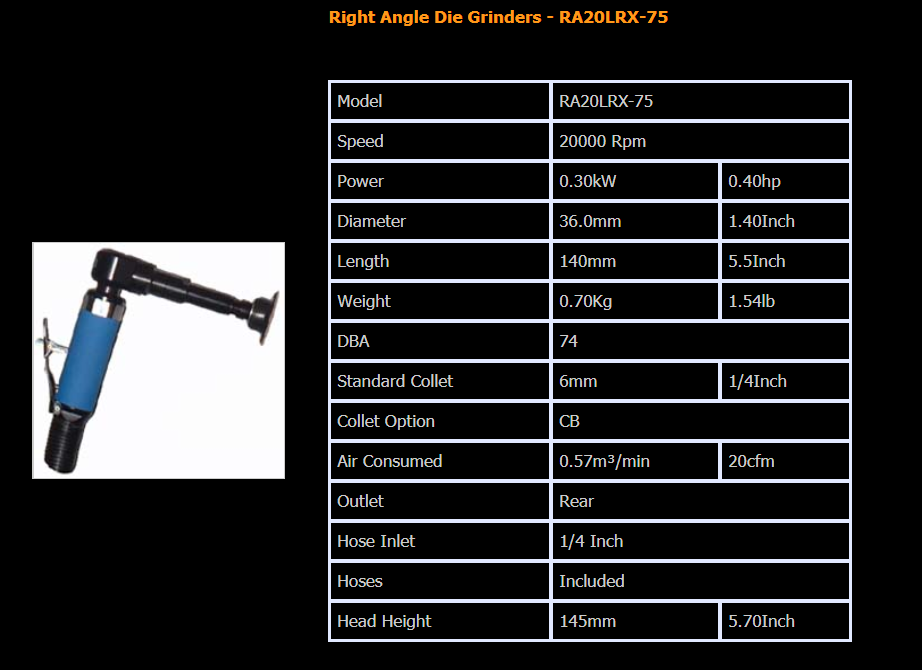 Right Angle Die Grinders - RA20LRX-75
Model RA20LRX-75
Speed 20000 Rpm
Power 0.30kW 0.40hp
Diameter 36.0mm 1.40Inch
Length 140mm 5.5Inch
Weight 0.70Kg 1.54lb
DBA 74
Standard Collet 6mm 1/4Inch
Collet Option CB
Air Consumed 0.57m³/min 20cfm
Outlet Rear
Hose Inlet 1/4 Inch
Hoses Included
Head Height 145mm 5.70Inch